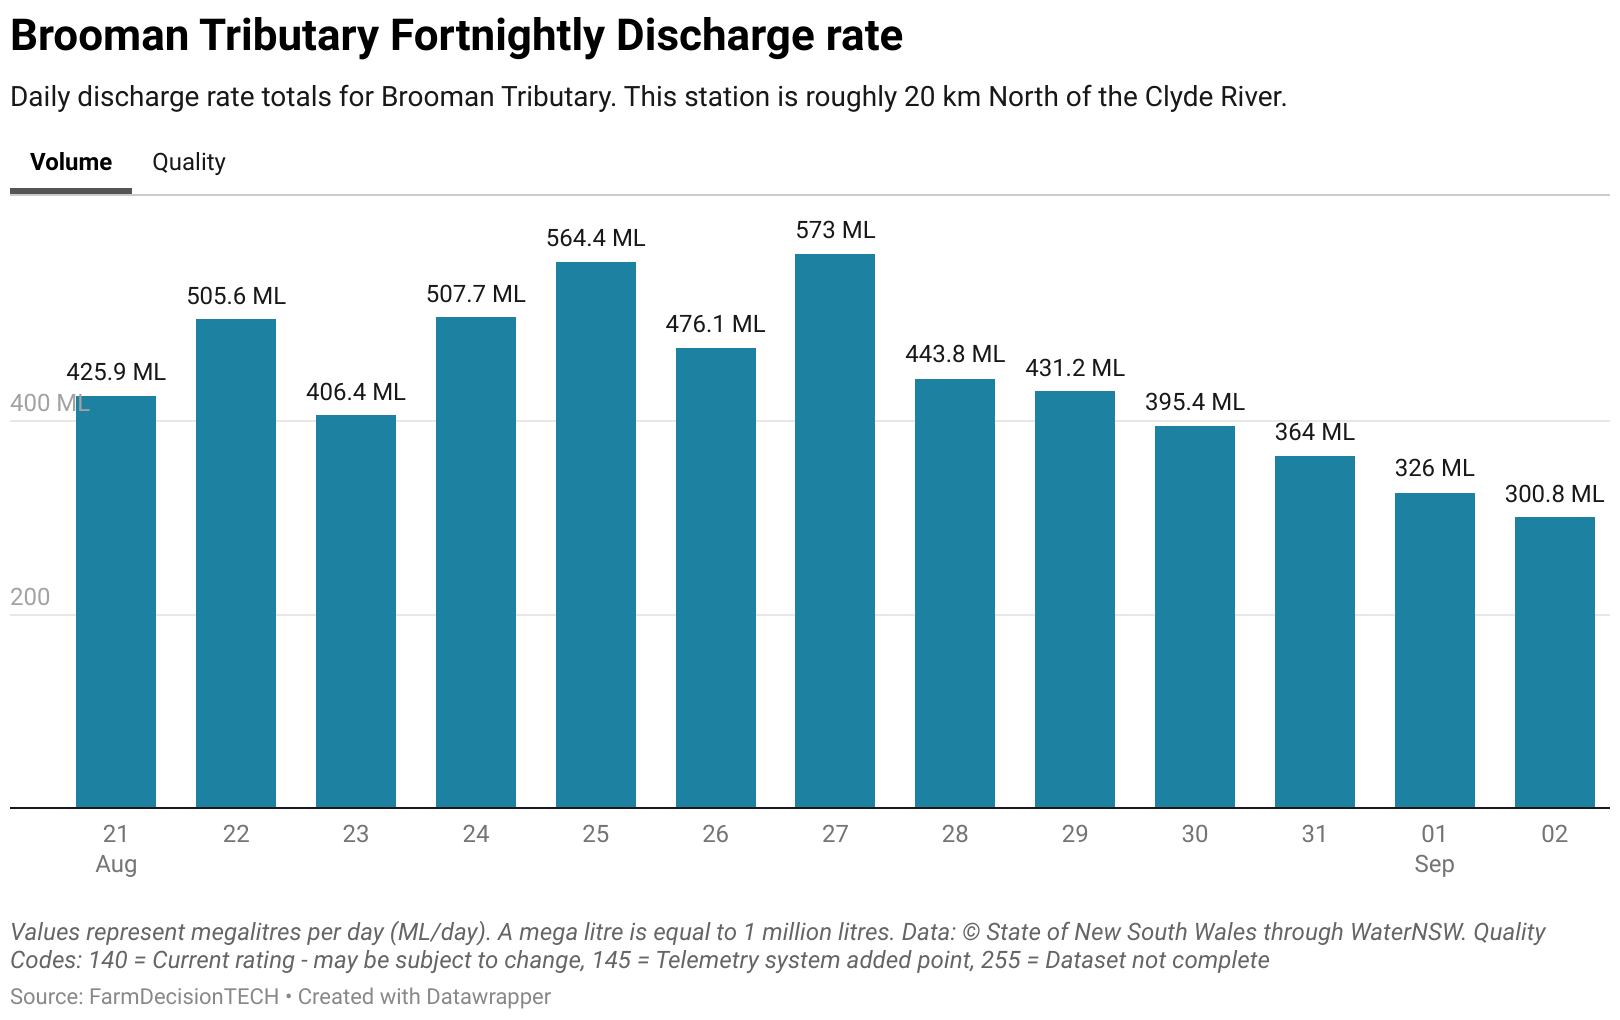 Brooman Tributary Fortnightly Discharge rate
Daily discharge rate totals for Brooman Tributary. This station is roughly 20 km North of the Clyde River.
Volume Quality
573 ML
564.4 ML
505.6 ML
507.7 ML
476.1 ML
443.8 ML
431.2 ML
425.9 ML
406.4 ML
400 ML
395.4 ML
364 ML
326 ML
300.8 ML
200
21 22 23 24 25 26 27 28 29 30 31 01 02
Aug Sep
Values represent megalitres per day (ML/day). A mega litre is equal to 1 million litres. Data: © State of New South Wales through WaterNSW. Quality
Codes: 140 = Current rating - may be subject to change, 145 = Telemetry system added point, 255 = Dataset not complete
Source: FarmDecisionTECH • Created with Datawrapper